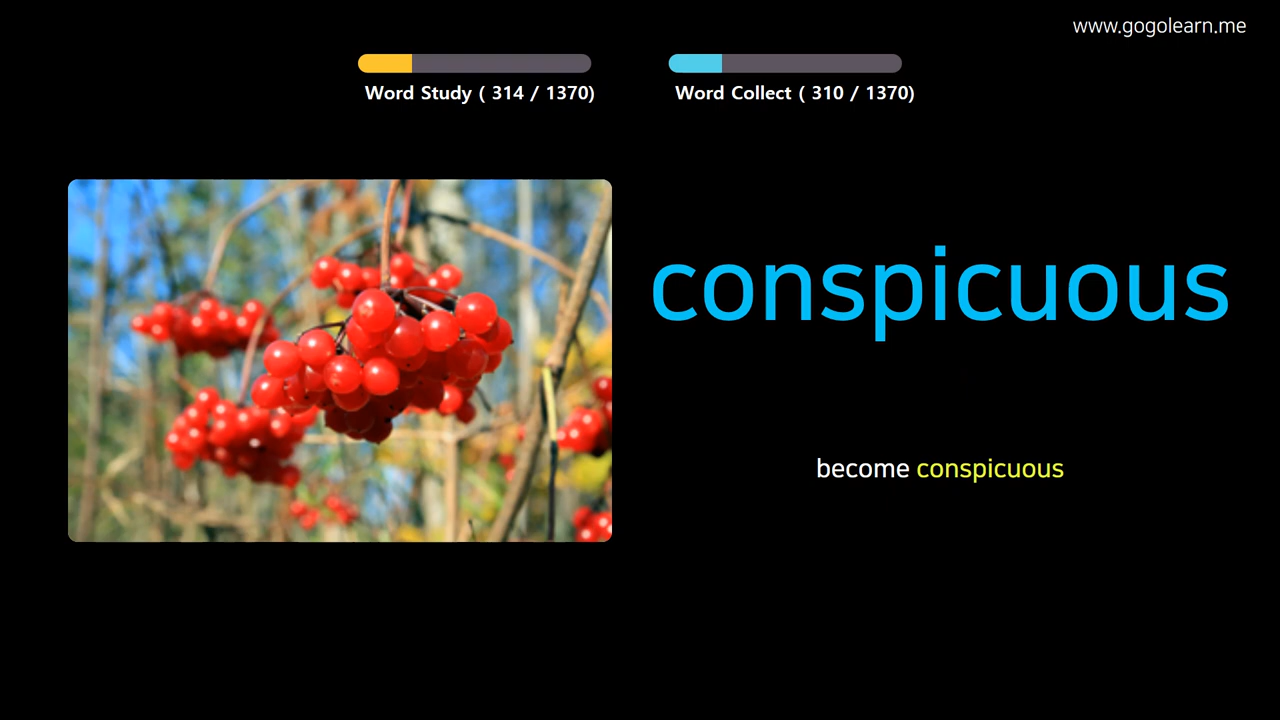 www.gogolearn.me
Word Study ( 314 / 1370)
Word Collect ( 310 / 1370)
conspicuous
become conspicuous